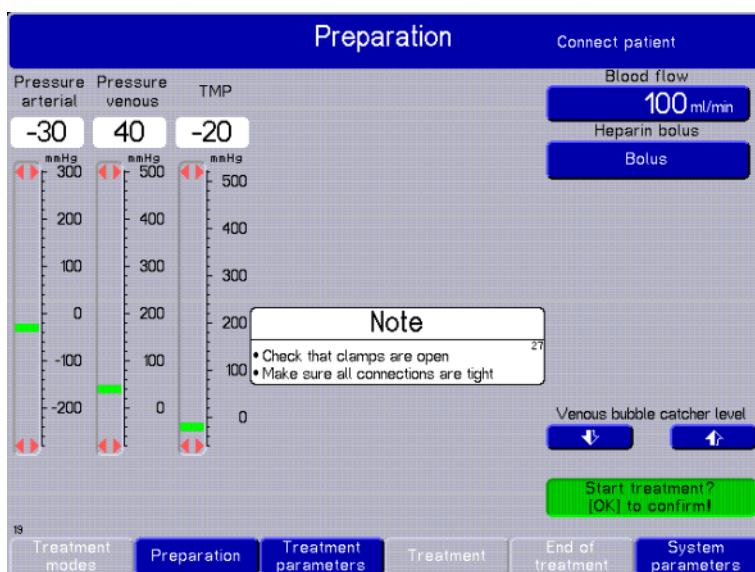 Preparation
Connect patient
Pressure arterial
Pressure venous
TMP
-30
40
-20
mmHg
300
200
100
0
-100
-200
mmHg
500
400
300
200
100
0
mmHg
500
400
300
200
100
0
Blood flow
100 ml/min
Heparin bolus
Bolus
Note
27
• Check that clamps are open
• Make sure all connections are tight
Venous bubble catcher level
Start treatment?
[OK] to confirm!
19
Treatment modes
Preparation
Treatment parameters
Treatment
End of treatment
System parameters